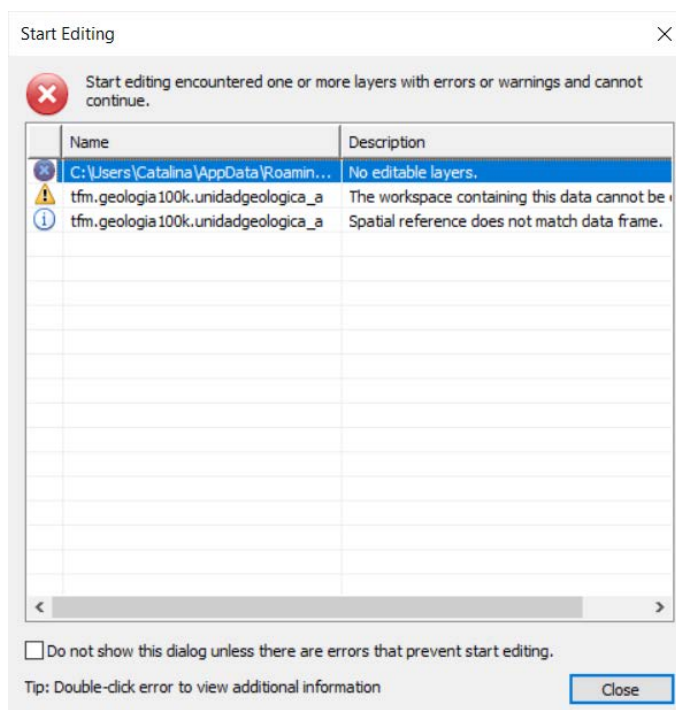 Start Editing
Start editing encountered one or more layers with errors or warnings and cannot
continue.
Name Description
C:\Users\Catalina\AppData\Roamin... No editable layers.
tfm.geologia100k.unidadgeologica_a The workspace containing this data cannot be
tfm.geologia100k.unidadgeologica_a Spatial reference does not match data frame.
Do not show this dialog unless there are errors that prevent start editing.
Tip: Double-click error to view additional information
Close